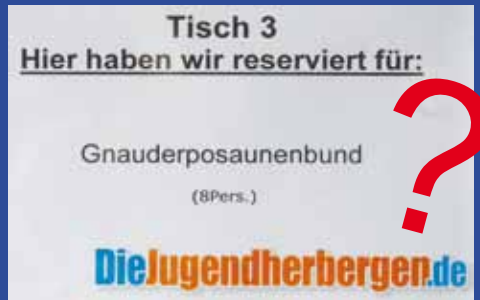 Tisch 3
Hier haben wir reserviert für:
Gnauderposaunenbund
(8Pers.)
DieJugendherbergen.de
?